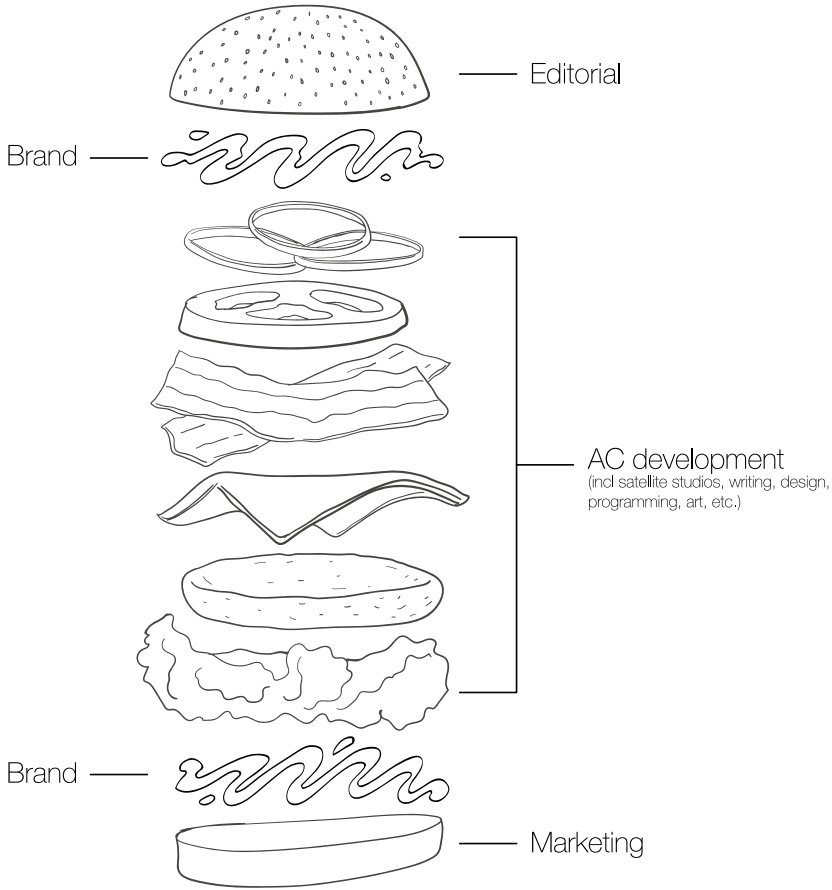 Editorial
Brand
AC development
(incl satellite studios, writing, design,
programming, art, etc.)
Brand
Marketing